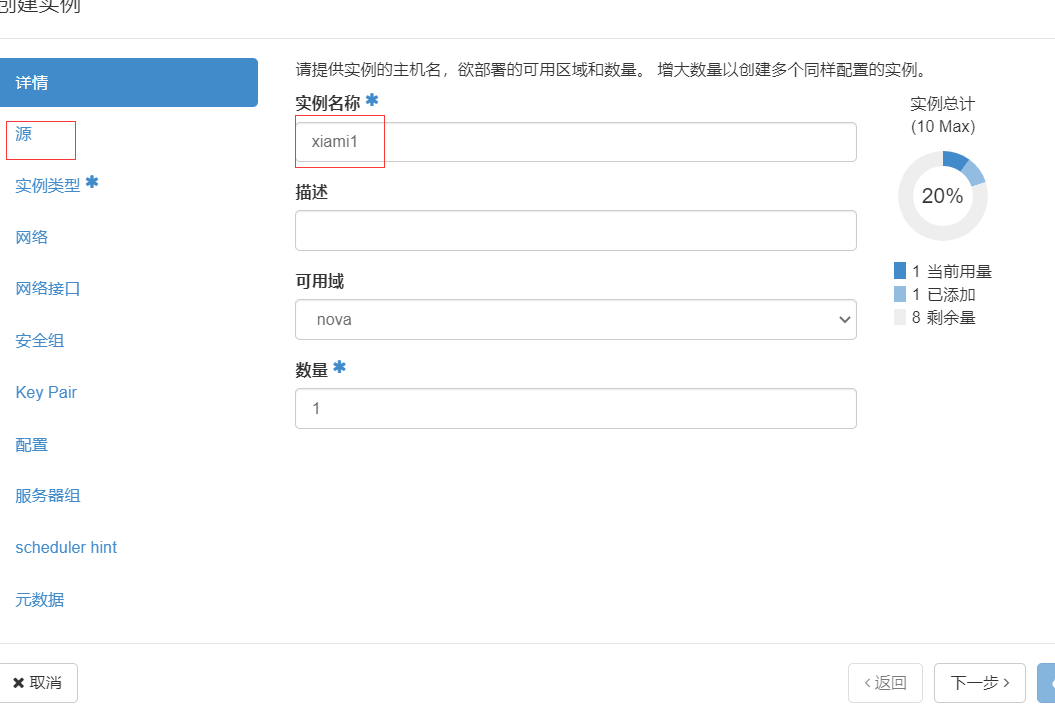 创建实例
详情
源
实例类型 *
网络
网络接口
安全组
Key Pair
配置
服务器组
scheduler hint
元数据
请提供实例的主机名，欲部署的可用区域和数量。 增大数量以创建多个同样配置的实例。
实例名称 *
xiami1
描述
可用域
nova
数量 *
1
实例总计
(10 Max)
20%
1 当前用量
1 已添加
8 剩余量
✖ 取消
< 返回
下一步 >